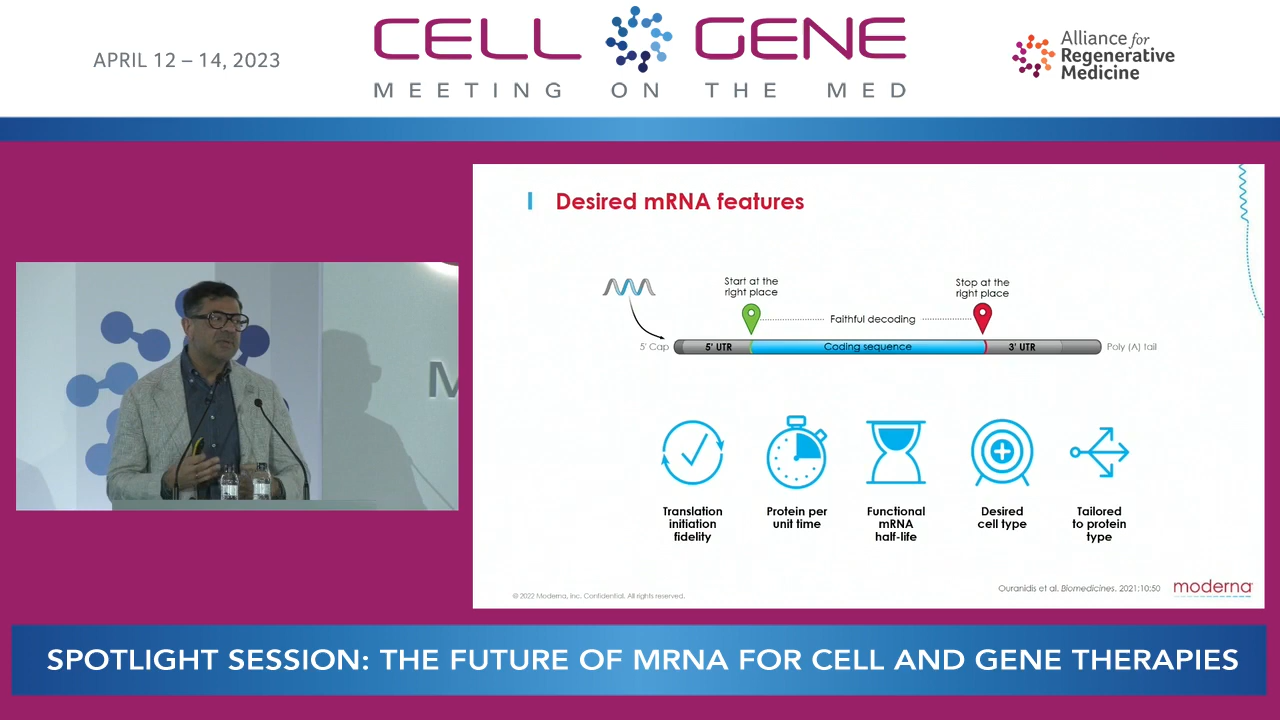 APRIL 12 – 14, 2023
CELL GENE
MEETING ON THE MED
Alliance for
Regenerative
Medicine
Desired mRNA features
Start at the
right place
Stop at the
right place
Faithful decoding
5' Cap
5' UTR
Coding sequence
3' UTR
Poly (A) tail
Translation
initiation
fidelity
Protein per
unit time
Functional
mRNA
half-life
Desired
cell type
Tailored
to protein
type
© 2022 Moderna, Inc. Confidential. All rights reserved.
Ouranidis et al. Biomedicines. 2021;10:50
moderna
M
SPOTLIGHT SESSION: THE FUTURE OF MRNA FOR CELL AND GENE THERAPIES